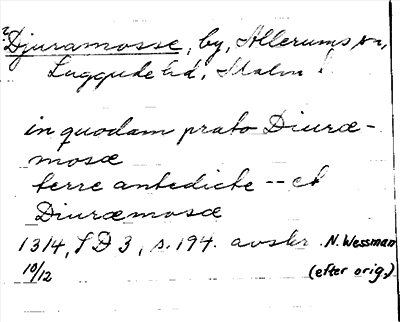 ? Djuramosse, by, Allerums sn,
Luggude hd, Malm l
in quodam prato Diuræ-
mosæ
terre antedicte -- et
Diuræmosæ
1314, SD 3, s. 194. avskr. N. Wessman
10/12 (efter orig.)